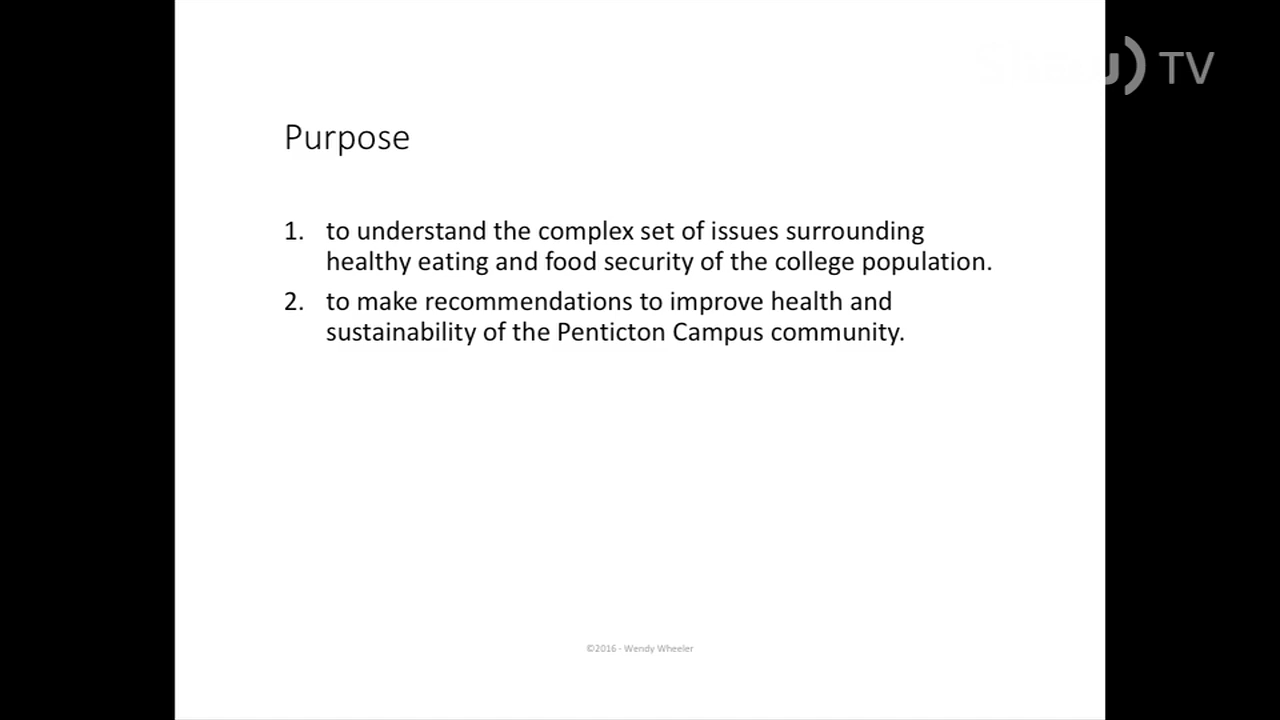 Shaw) TV
Purpose
1. to understand the complex set of issues surrounding
healthy eating and food security of the college population.
2. to make recommendations to improve health and
sustainability of the Penticton Campus community.
©2016 - Wendy Wheeler